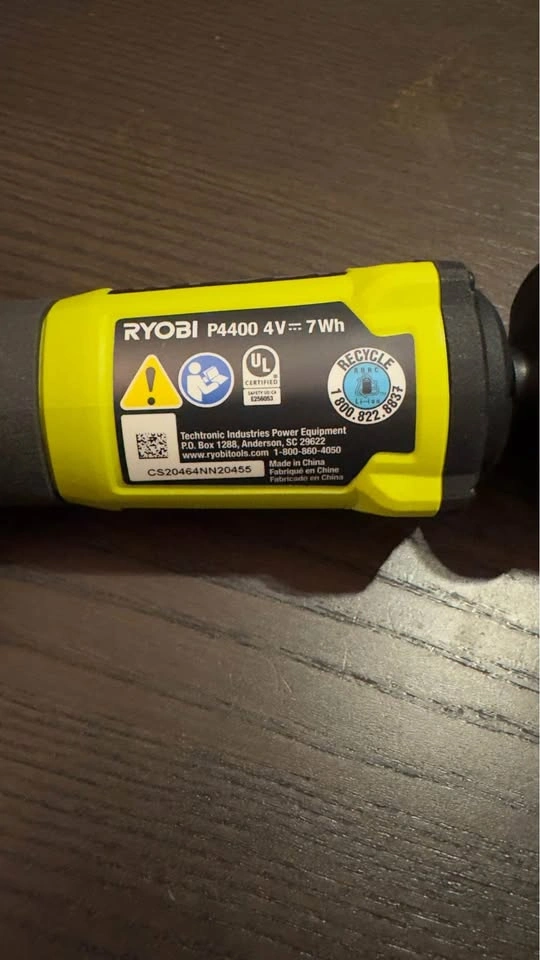 RYOBI P4400 4V 7Wh
UL
CERTIFIED
SAFETY US-CA
E256053
RECYCLE
RBRC
Li-ion
1 800.822.8837
Techtronic Industries Power Equipment
P.O. Box 1288, Anderson, SC 29622
www.ryobitools.com 1-800-860-4050
Made in China
CS20464NN20455
Fabriqué en Chine
Fabricado en China